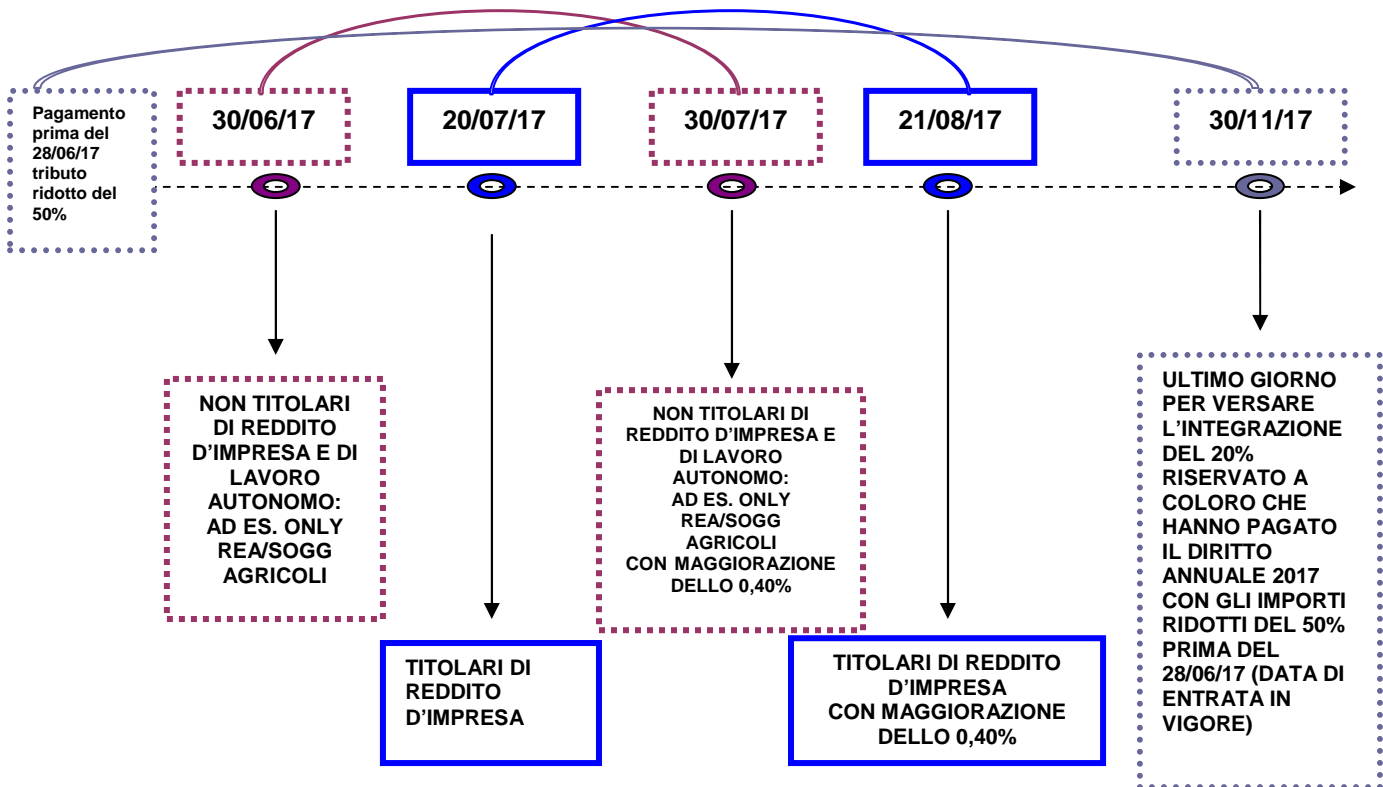 Pagamento
prima del
28/06/17
tributo
ridotto del
50%
30/06/17
20/07/17
30/07/17
21/08/17
30/11/17
NON TITOLARI
DI REDDITO
D'IMPRESA E DI
LAVORO
AUTONOMO:
AD ES. ONLY
REA/SOGG
AGRICOLI
TITOLARI DI
REDDITO
D'IMPRESA
NON TITOLARI DI
REDDITO D'IMPRESA E
DI LAVORO
AUTONOMO:
AD ES. ONLY
REA/SOGG
AGRICOLI
CON MAGGIORAZIONE
DELLO 0,40%
TITOLARI DI REDDITO
D'IMPRESA
CON MAGGIORAZIONE
DELLO 0,40%
ULTIMO GIORNO
PER VERSARE
L'INTEGRAZIONE
DEL 20%
RISERVATO A
COLORO CHE
HANNO PAGATO
IL DIRITTO
ANNUALE 2017
CON GLI IMPORTI
RIDOTTI DEL 50%
PRIMA DEL
28/06/17 (DATA DI
ENTRATA IN
VIGORE)